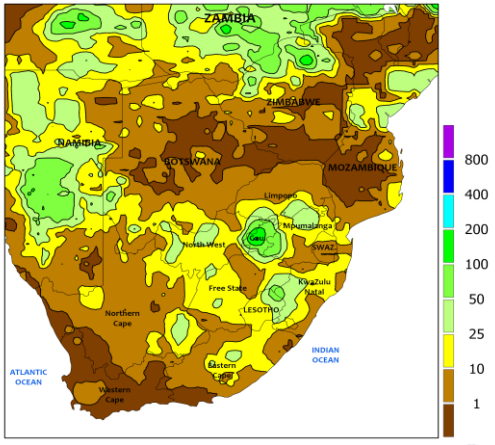 ZAMBIA
ZIMBABWE
NAMIBIA
BOTSWANA
MOZAMBIQUE
Limpopo
Mpumalanga
Gau
North West
SWAZ.
Free State
KwaZulu
Natal
LESOTHO
Northern
Cape
Eastern
Cape
Western
Cape
ATLANTIC
OCEAN
INDIAN
OCEAN
800
400
200
100
50
25
10
1